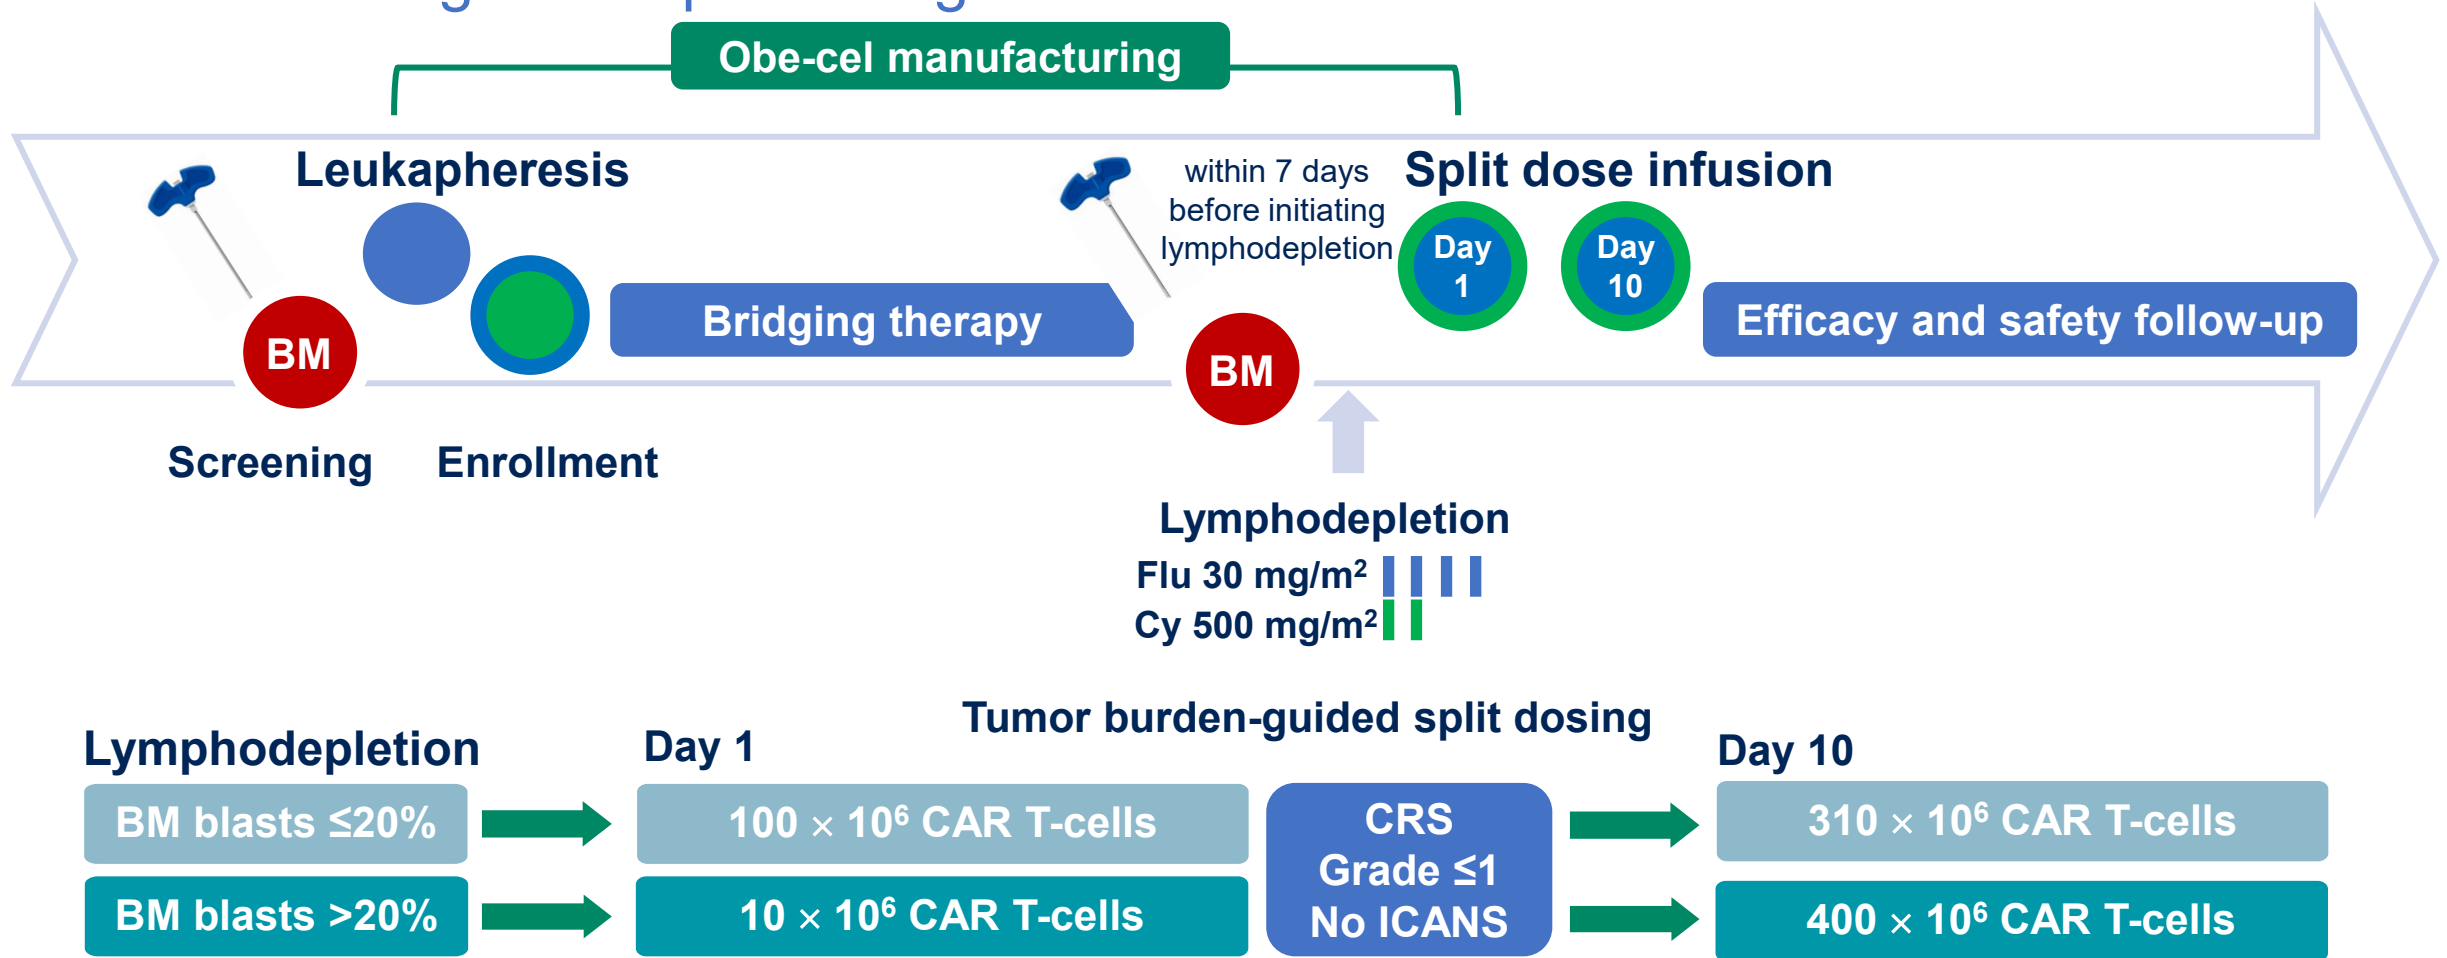 Obe-cel manufacturing
Leukapheresis
within 7 days
before initiating
lymphodepletion
Split dose infusion
Day
1
Day
10
BM
Bridging therapy
BM
Efficacy and safety follow-up
Screening
Enrollment
Lymphodepletion
Flu 30 mg/m²
Cy 500 mg/m²
Tumor burden-guided split dosing
Lymphodepletion
Day 1
Day 10
BM blasts ≤20%
100 × 10⁶ CAR T-cells
CRS
Grade ≤1
No ICANS
310 × 10⁶ CAR T-cells
BM blasts >20%
10 × 10⁶ CAR T-cells
400 × 10⁶ CAR T-cells